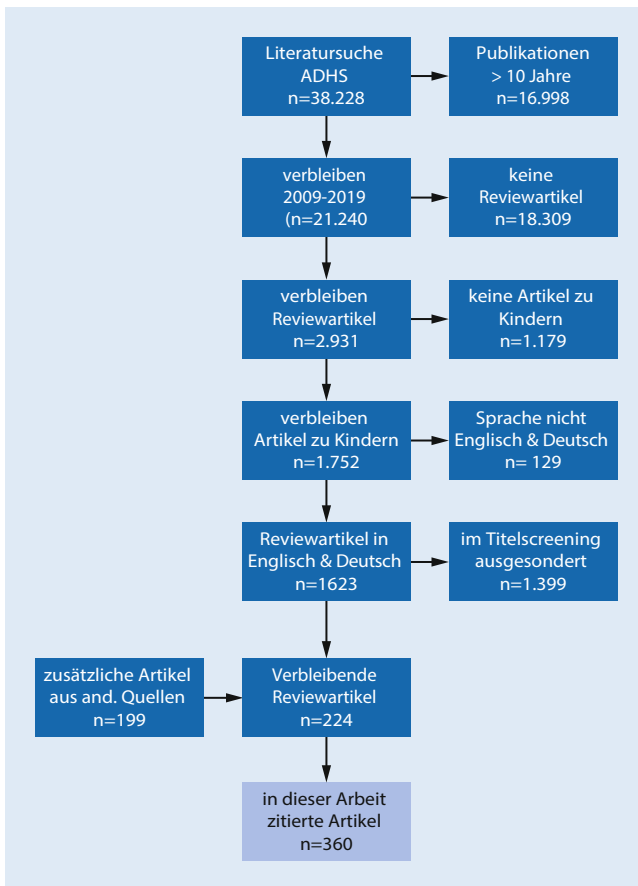 Literatursuche
ADHS
n=38.228
Publikationen
> 10 Jahre
n=16.998
verbleiben
2009-2019
(n=21.240
keine
Reviewartikel
n=18.309
verbleiben
Reviewartikel
n=2.931
keine Artikel zu
Kindern
n=1.179
verbleiben
Artikel zu Kindern
n=1.752
Sprache nicht
Englisch & Deutsch
n= 129
Reviewartikel in
Englisch & Deutsch
n=1623
im Titelscreening
ausgesondert
n=1.399
zusätzliche Artikel
aus and. Quellen
n=199
Verbleibende
Reviewartikel
n=224
in dieser Arbeit
zitierte Artikel
n=360